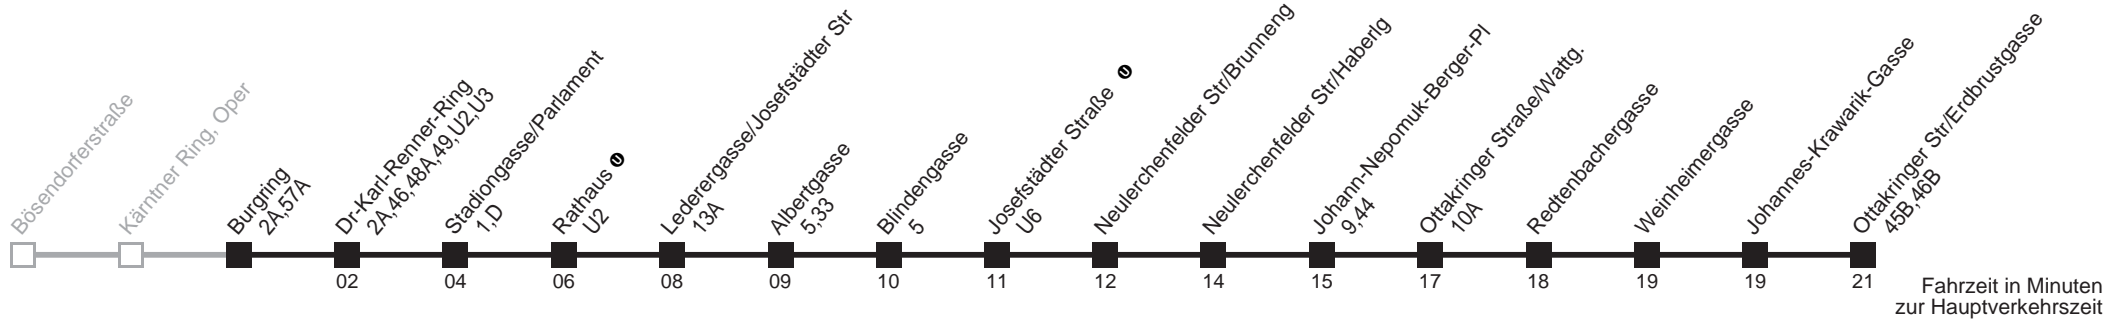 Bösendorferstraße
Kärntner Ring, Oper
Burgring
2A,57A
Dr-Karl-Renner-Ring
2A,46,48A,49,U2,U3
Stadiongasse/Parlament
1,D
Rathaus U
U2
Lederergasse/Josefstädter Str
13A
Albertgasse
5,33
Blindengasse
5
Josefstädter Straße U
U6
Neulerchenfelder Str/Brunneng
Neulerchenfelder Str/Haberlg
Johann-Nepomuk-Berger-Pl
9,44
Ottakringer Straße/Wattg.
10A
Redtenbachergasse
Weinheimergasse
Johannes-Krawarik-Gasse
Ottakringer Str/Erdbrustgasse
45B,46B
02 04 06 08 09 10 11 12 14 15 17 18 19 19 21
Fahrzeit in Minuten
zur Hauptverkehrszeit